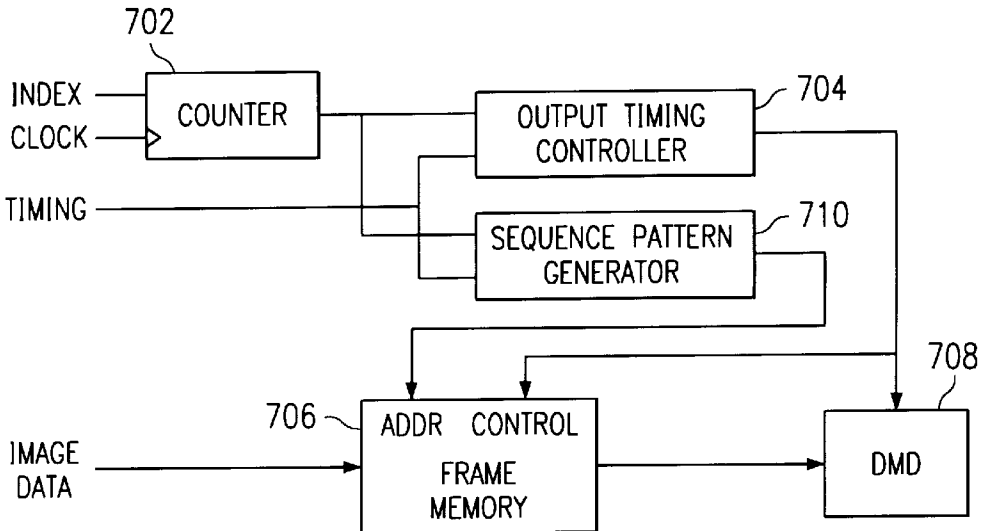 702
INDEX
COUNTER
CLOCK
704
OUTPUT TIMING
CONTROLLER
TIMING
710
SEQUENCE PATTERN
GENERATOR
706
ADDR CONTROL
FRAME
MEMORY
708
DMD
IMAGE
DATA